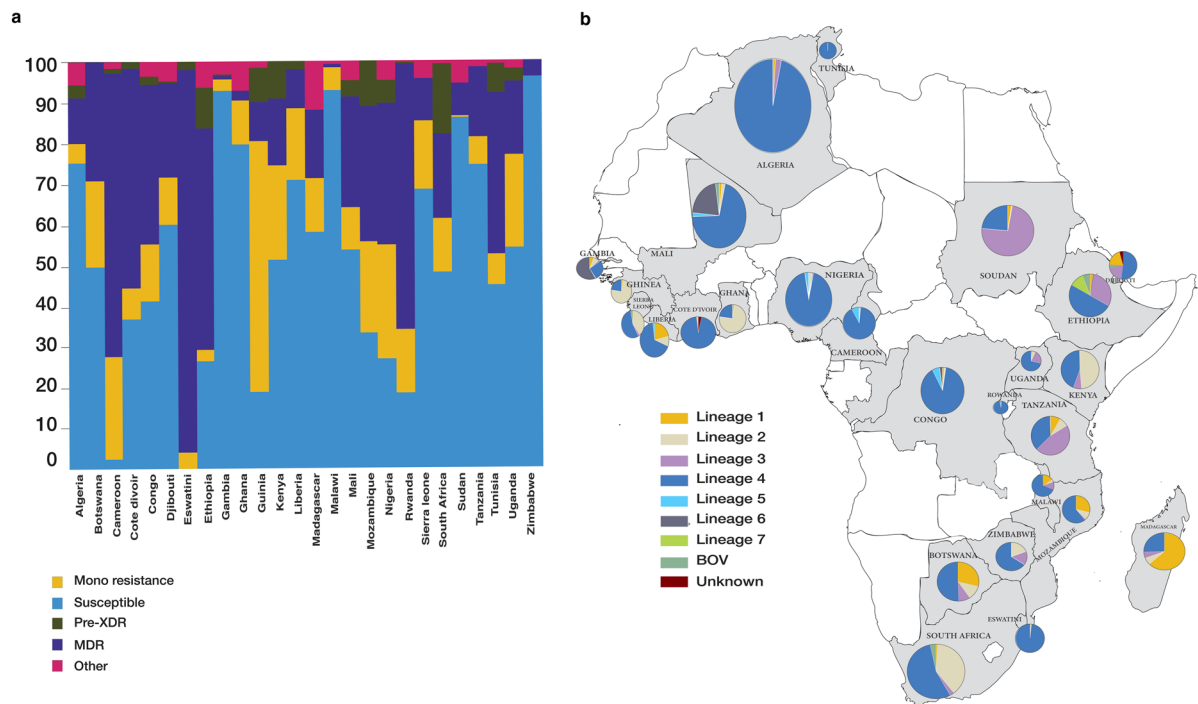 a
100
90
80
70
60
50
40
30
20
10
0
Algeria
Botswana
Cameroon
Cote divoir
Congo
Djibouti
Eswatini
Ethiopia
Gambia
Ghana
Guinia
Kenya
Liberia
Madagascar
Malawi
Mali
Mozambique
Nigeria
Rwanda
Sierra leone
South Africa
Sudan
Tanzania
Tunisia
Uganda
Zimbabwe
Mono resistance
Susceptible
Pre-XDR
MDR
Other
b
TUNISIA
ALGERIA
GAMBIA
MALI
NIGERIA
SOUDAN
GHINEA
GHANA
SIERRA
LEONE
LIBERIA
COTE D'IVOIR
CAMEROON
ETHIOPIA
UGANDA
KENYA
ROWANDA
TANZANIA
CONGO
MALAWI
MOZAMBIQUE
MADAGASCAR
ZIMBABWE
BOTSWANA
ESWATINI
SOUTH AFRICA
Lineage 1
Lineage 2
Lineage 3
Lineage 4
Lineage 5
Lineage 6
Lineage 7
BOV
Unknown